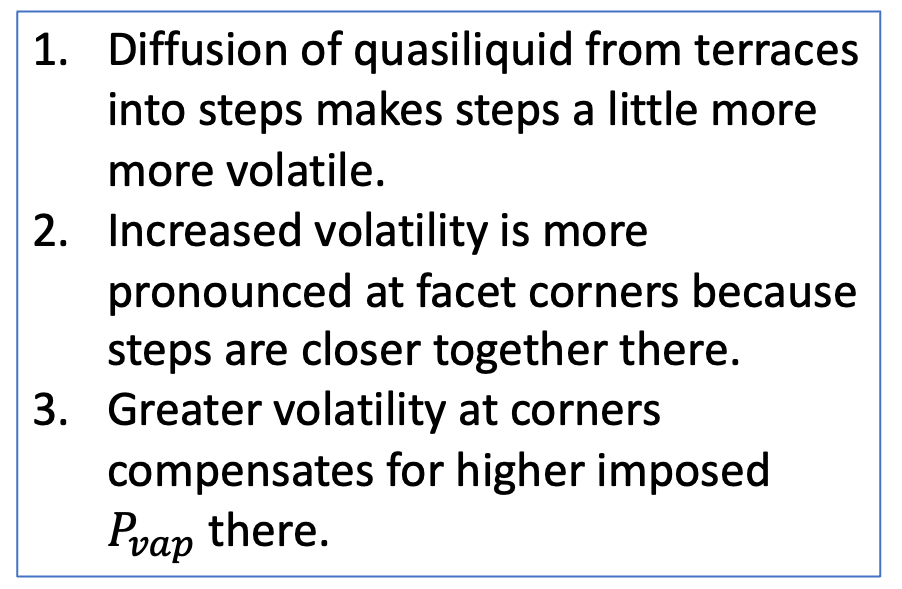 1. Diffusion of quasiliquid from terraces
into steps makes steps a little more
more volatile.
2. Increased volatility is more
pronounced at facet corners because
steps are closer together there.
3. Greater volatility at corners
compensates for higher imposed
P_vap there.